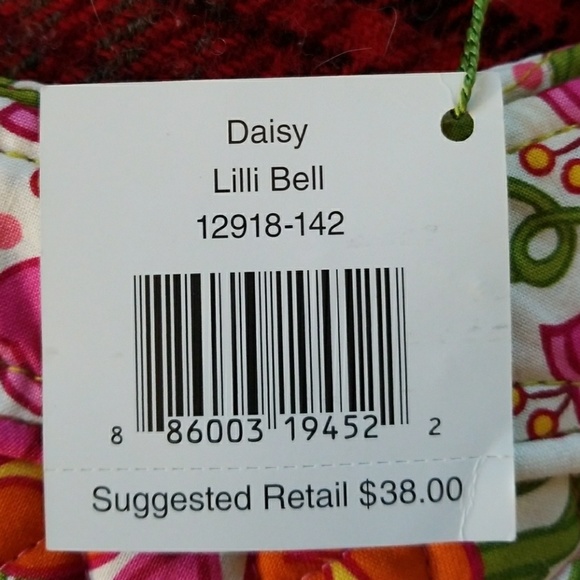 Daisy
Lilli Bell
12918-142
8 86003 19452 2
Suggested Retail $38.00